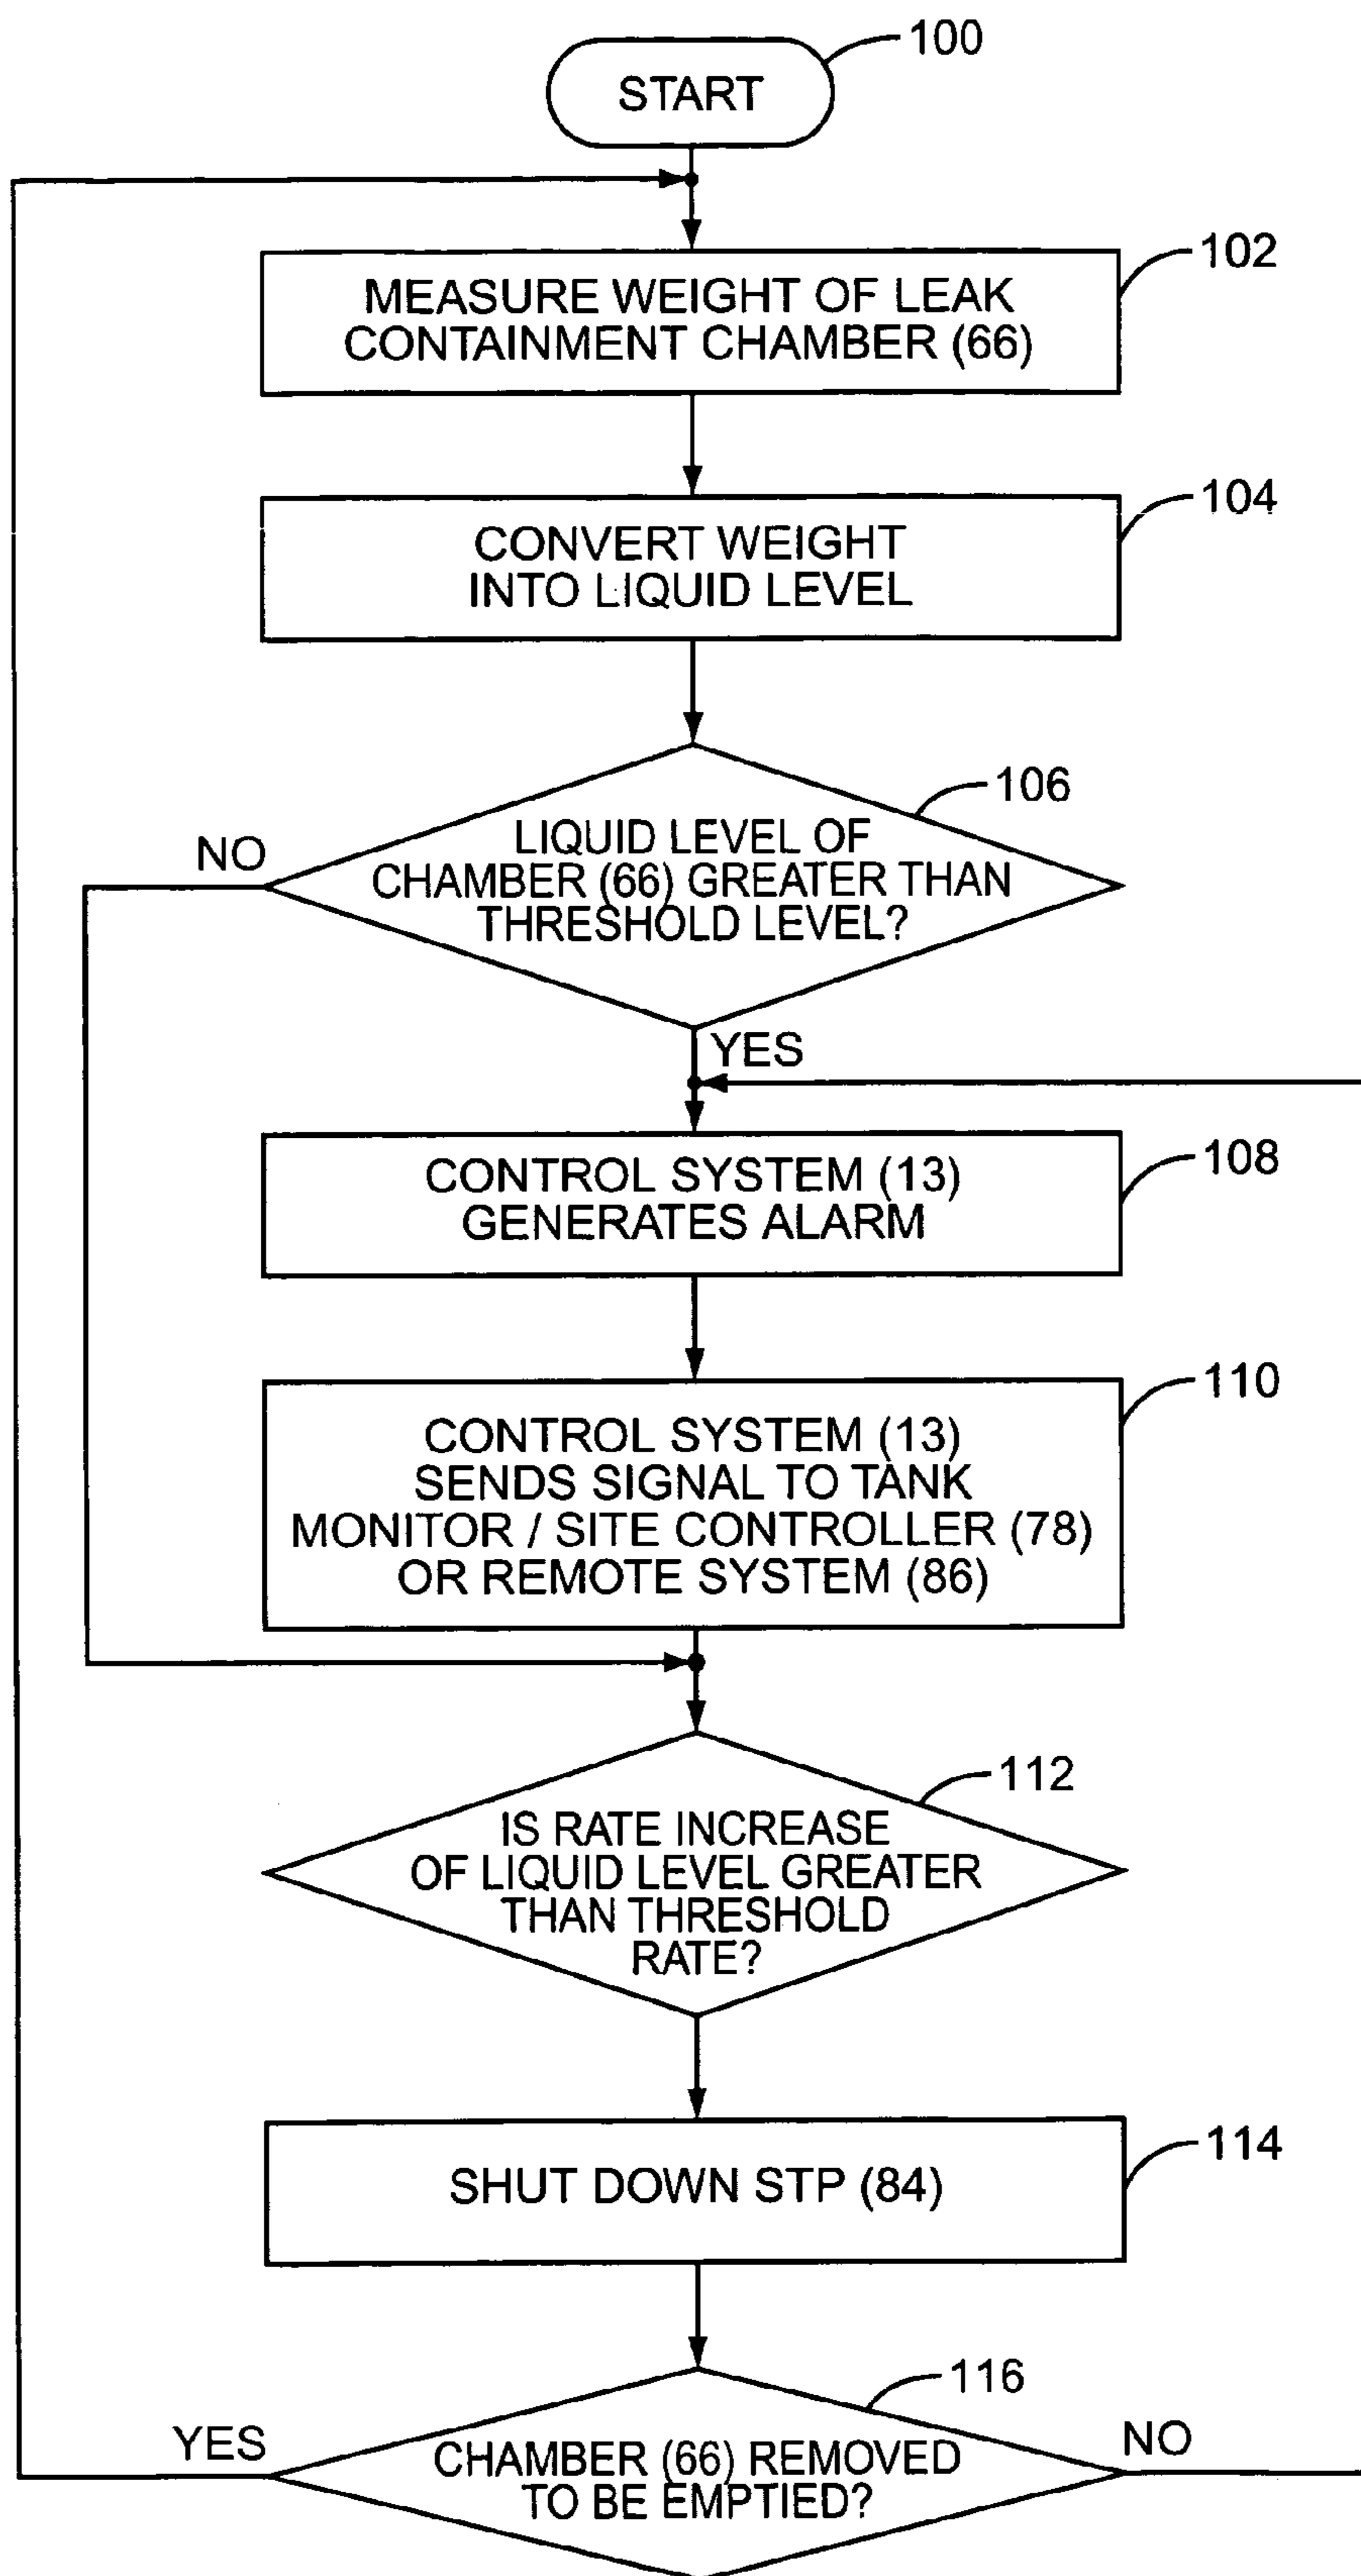 100
START
102
MEASURE WEIGHT OF LEAK
CONTAINMENT CHAMBER (66)
104
CONVERT WEIGHT
INTO LIQUID LEVEL
106
NO
LIQUID LEVEL OF
CHAMBER (66) GREATER THAN
THRESHOLD LEVEL?
YES
108
CONTROL SYSTEM (13)
GENERATES ALARM
110
CONTROL SYSTEM (13)
SENDS SIGNAL TO TANK
MONITOR / SITE CONTROLLER (78)
OR REMOTE SYSTEM (86)
112
IS RATE INCREASE
OF LIQUID LEVEL GREATER
THAN THRESHOLD
RATE?
114
SHUT DOWN STP (84)
116
YES
NO
CHAMBER (66) REMOVED
TO BE EMPTIED?